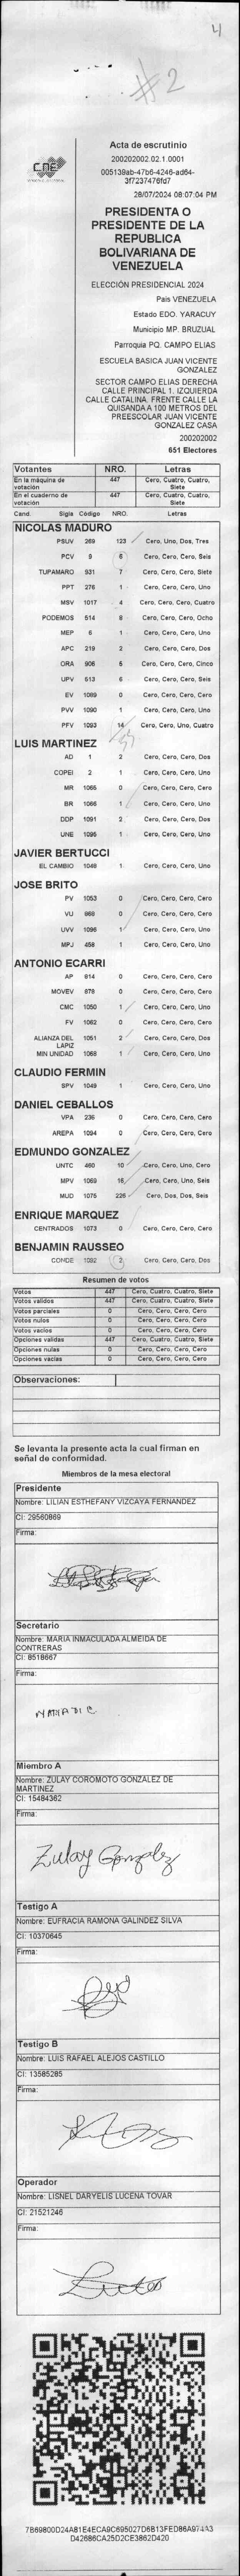 4
#2
CNE
Acta de escrutinio
200202002.02.1.0001
005138ab-47b6-4246-ad64-
3f7237476fd7
28/07/2024 08:07:04 PM
PRESIDENTA O
PRESIDENTE DE LA
REPUBLICA
BOLIVARIANA DE
VENEZUELA
ELECCIÓN PRESIDENCIAL 2024
Pais VENEZUELA
Estado EDO. YARACUY
Municipio MP. BRUZUAL
Parroquia PQ. CAMPO ELIAS
ESCUELA BASICA JUAN VICENTE
GONZALEZ
SECTOR CAMPO ELIAS DERECHA
CALLE PRINCIPAL 1. IZQUIERDA
CALLE CATALINA. FRENTE CALLE LA
QUISANDA A 100 METROS DEL
PREESCOLAR JUAN VICENTE
GONZALEZ CASA
200202002
651 Electores
Votantes NRO. Letras
En la máquina de votación 447 Cero, Cuatro, Cuatro, Siete
En el cuaderno de votación 447 Cero, Cuatro, Cuatro, Siete
Cand. Sigla Código NRO. Letras
NICOLAS MADURO
PSUV 269 123 Cero, Uno, Dos, Tres
PCV 9 6 Cero, Cero, Cero, Seis
TUPAMARO 931 7 Cero, Cero, Cero, Siete
PPT 276 1 Cero, Cero, Cero, Uno
MSV 1017 4 Cero, Cero, Cero, Cuatro
PODEMOS 514 8 Cero, Cero, Cero, Ocho
MEP 6 1 Cero, Cero, Cero, Uno
APC 219 2 Cero, Cero, Cero, Dos
ORA 906 5 Cero, Cero, Cero, Cinco
UPV 513 6 Cero, Cero, Cero, Seis
EV 1089 0 Cero, Cero, Cero, Cero
PVV 1090 1 Cero, Cero, Cero, Uno
PFV 1093 14 Cero, Cero, Uno, Cuatro
LUIS MARTINEZ
AD 1 2 Cero, Cero, Cero, Dos
COPEI 2 1 Cero, Cero, Cero, Uno
MR 1065 0 Cero, Cero, Cero, Cero
BR 1066 1 Cero, Cero, Cero, Uno
DDP 1091 2 Cero, Cero, Cero, Dos
UNE 1095 1 Cero, Cero, Cero, Uno
JAVIER BERTUCCI
EL CAMBIO 1048 1 Cero, Cero, Cero, Uno
JOSE BRITO
PV 1053 0 Cero, Cero, Cero, Cero
VU 968 0 Cero, Cero, Cero, Cero
UVV 1096 1 Cero, Cero, Cero, Uno
MPJ 458 1 Cero, Cero, Cero, Uno
ANTONIO ECARRI
AP 814 0 Cero, Cero, Cero, Cero
MOVEV 878 0 Cero, Cero, Cero, Cero
CMC 1050 1 Cero, Cero, Cero, Uno
FV 1062 0 Cero, Cero, Cero, Cero
ALIANZA DEL LAPIZ 1051 2 Cero, Cero, Cero, Dos
MIN UNIDAD 1068 1 Cero, Cero, Cero, Uno
CLAUDIO FERMIN
SPV 1049 1 Cero, Cero, Cero, Uno
DANIEL CEBALLOS
VPA 236 0 Cero, Cero, Cero, Cero
AREPA 1094 0 Cero, Cero, Cero, Cero
EDMUNDO GONZALEZ
UNTC 460 10 Cero, Cero, Uno, Cero
MPV 1069 16 Cero, Cero, Uno, Seis
MUD 1075 226 Cero, Dos, Dos, Seis
ENRIQUE MARQUEZ
CENTRADOS 1073 0 Cero, Cero, Cero, Cero
BENJAMIN RAUSSEO
CONDE 1092 2 Cero, Cero, Cero, Dos
Resumen de votos
Votos 447 Cero, Cuatro, Cuatro, Siete
Votos validos 447 Cero, Cuatro, Cuatro, Siete
Votos parciales 0 Cero, Cero, Cero, Cero
Votos nulos 0 Cero, Cero, Cero, Cero
Votos vacios 0 Cero, Cero, Cero, Cero
Opciones validas 447 Cero, Cuatro, Cuatro, Siete
Opciones nulas 0 Cero, Cero, Cero, Cero
Opciones vacias 0 Cero, Cero, Cero, Cero
Observaciones:
Se levanta la presente acta la cual firman en
señal de conformidad.
Miembros de la mesa electoral
Presidente
Nombre: LILIAN ESTHEFANY VIZCAYA FERNANDEZ
CI: 29560869
Firma:
Secretario
Nombre: MARIA INMACULADA ALMEIDA DE
CONTRERAS
CI: 8518667
Firma:
Miembro A
Nombre: ZULAY COROMOTO GONZALEZ DE
MARTINEZ
CI: 15484362
Firma:
Zulay Gonzalez
Testigo A
Nombre: EUFRACIA RAMONA GALINDEZ SILVA
CI: 10370645
Firma:
Testigo B
Nombre: LUIS RAFAEL ALEJOS CASTILLO
CI: 13585285
Firma:
Operador
Nombre: LISNEL DARYELIS LUCENA TOVAR
CI: 21521246
Firma:
7B69800D24A81E4ECA9C695027D6B13FED86A974A3
D42686CA25D2CE3862D420